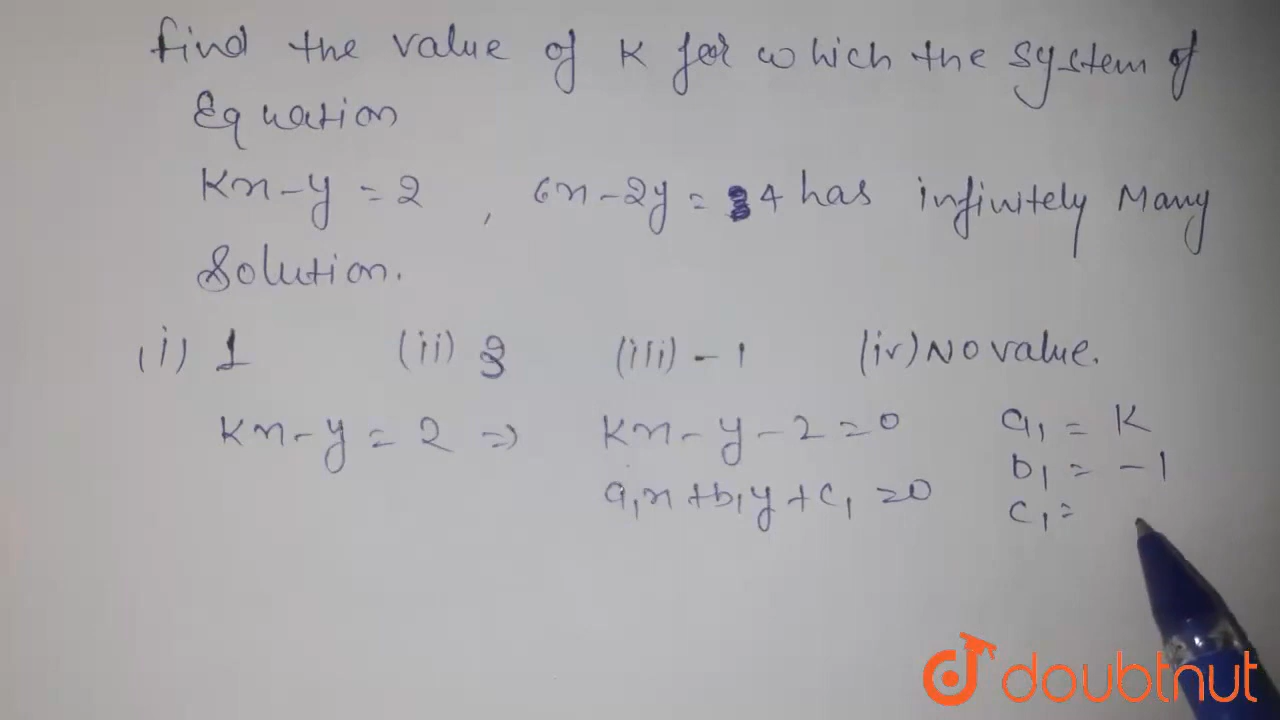 find the value of K for which the system of
Equation
Kx-y=2, 6x-2y=4 has infinitely Many
Solution.
(i) 1 (ii) 3 (iii) -1 (iv) No value.
Kx-y=2 ⇒ Kx-y-2=0 a₁ = K
b₁ = -1
a₁x+b₁y+c₁=0 c₁=
doubtnut